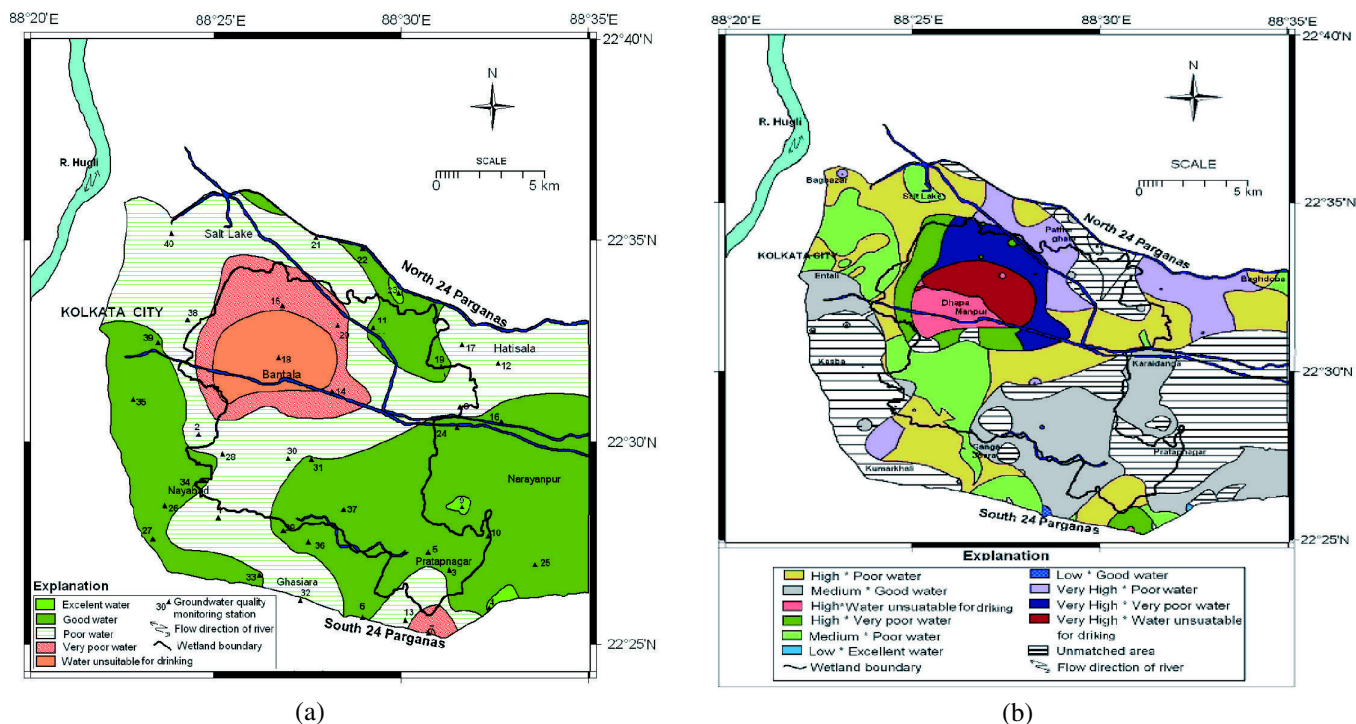 88°20'E 88°25'E 88°30'E 88°35'E
22°40'N
22°35'N
22°30'N
22°25'N
N
R. Hugli
SCALE
0 5 km
Salt Lake
North 24 Parganas
KOLKATA CITY
Hatisala
Bantala
Narayanpur
Nayabad
Pratapnagar
Ghasiara
South 24 Parganas
40
21
22
23
15
38
20
11
39
17
18
19
12
14
35
8
16
2
24
28
30
31
34
9
26
37
27
36
10
5
3
25
33
32
6
13
4
Explanation
Excelent water
Good water
Poor water
Very poor water
Water unsuitable for drinking
30 Groundwater quality
monitoring station
Flow direction of river
Wetland boundary
(a)
88°20'E 88°25'E 88°30'E 88°35'E
22°40'N
22°35'N
22°30'N
22°25'N
N
R. Hugli
SCALE
0 5 km
Bagbazar
Salt Lake
North 24 Parganas
KOLKATA CITY
Entali
Dhapa
Manpur
Kasba
Karaidanga
Pratapnagar
Kumarkhali
South 24 Parganas
Explanation
High * Poor water
Medium * Good water
High*Water unsuatable for driking
High * Very poor water
Medium * Poor water
Low * Excellent water
Wetland boundary
Low * Good water
Very High * Poor water
Very High * Very poor water
Very High * Water unsuatable
for driking
Unmatched area
Flow direction of river
(b)